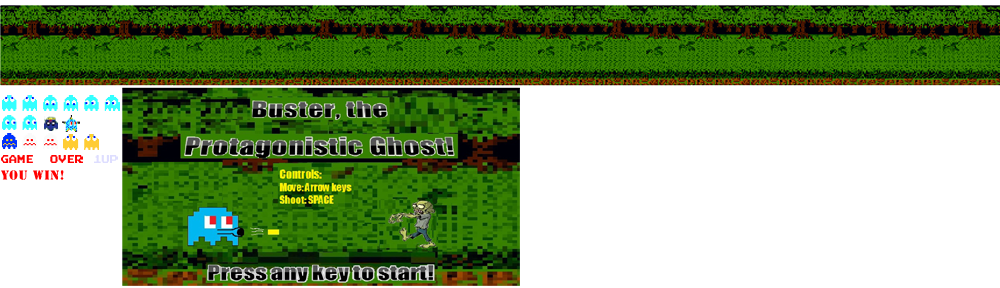 GAME OVER 1UP
YOU WIN!
Buster, the
Protagonistic Ghost!
Controls:
Move: Arrow keys
Shoot: SPACE
Press any key to start!